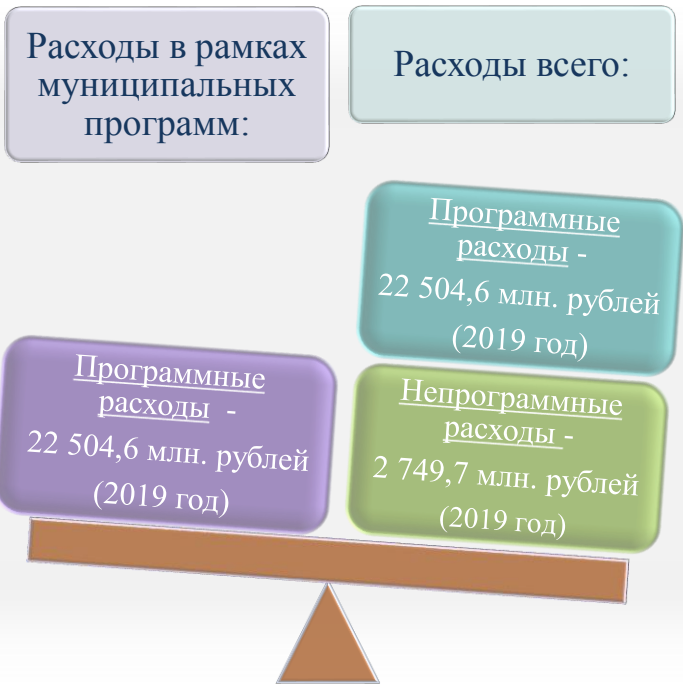 Расходы в рамках
муниципальных
программ:
Расходы всего:
Программные
расходы -
22 504,6 млн. рублей
(2019 год)
Непрограммные
расходы -
2 749,7 млн. рублей
(2019 год)
Программные
расходы -
22 504,6 млн. рублей
(2019 год)